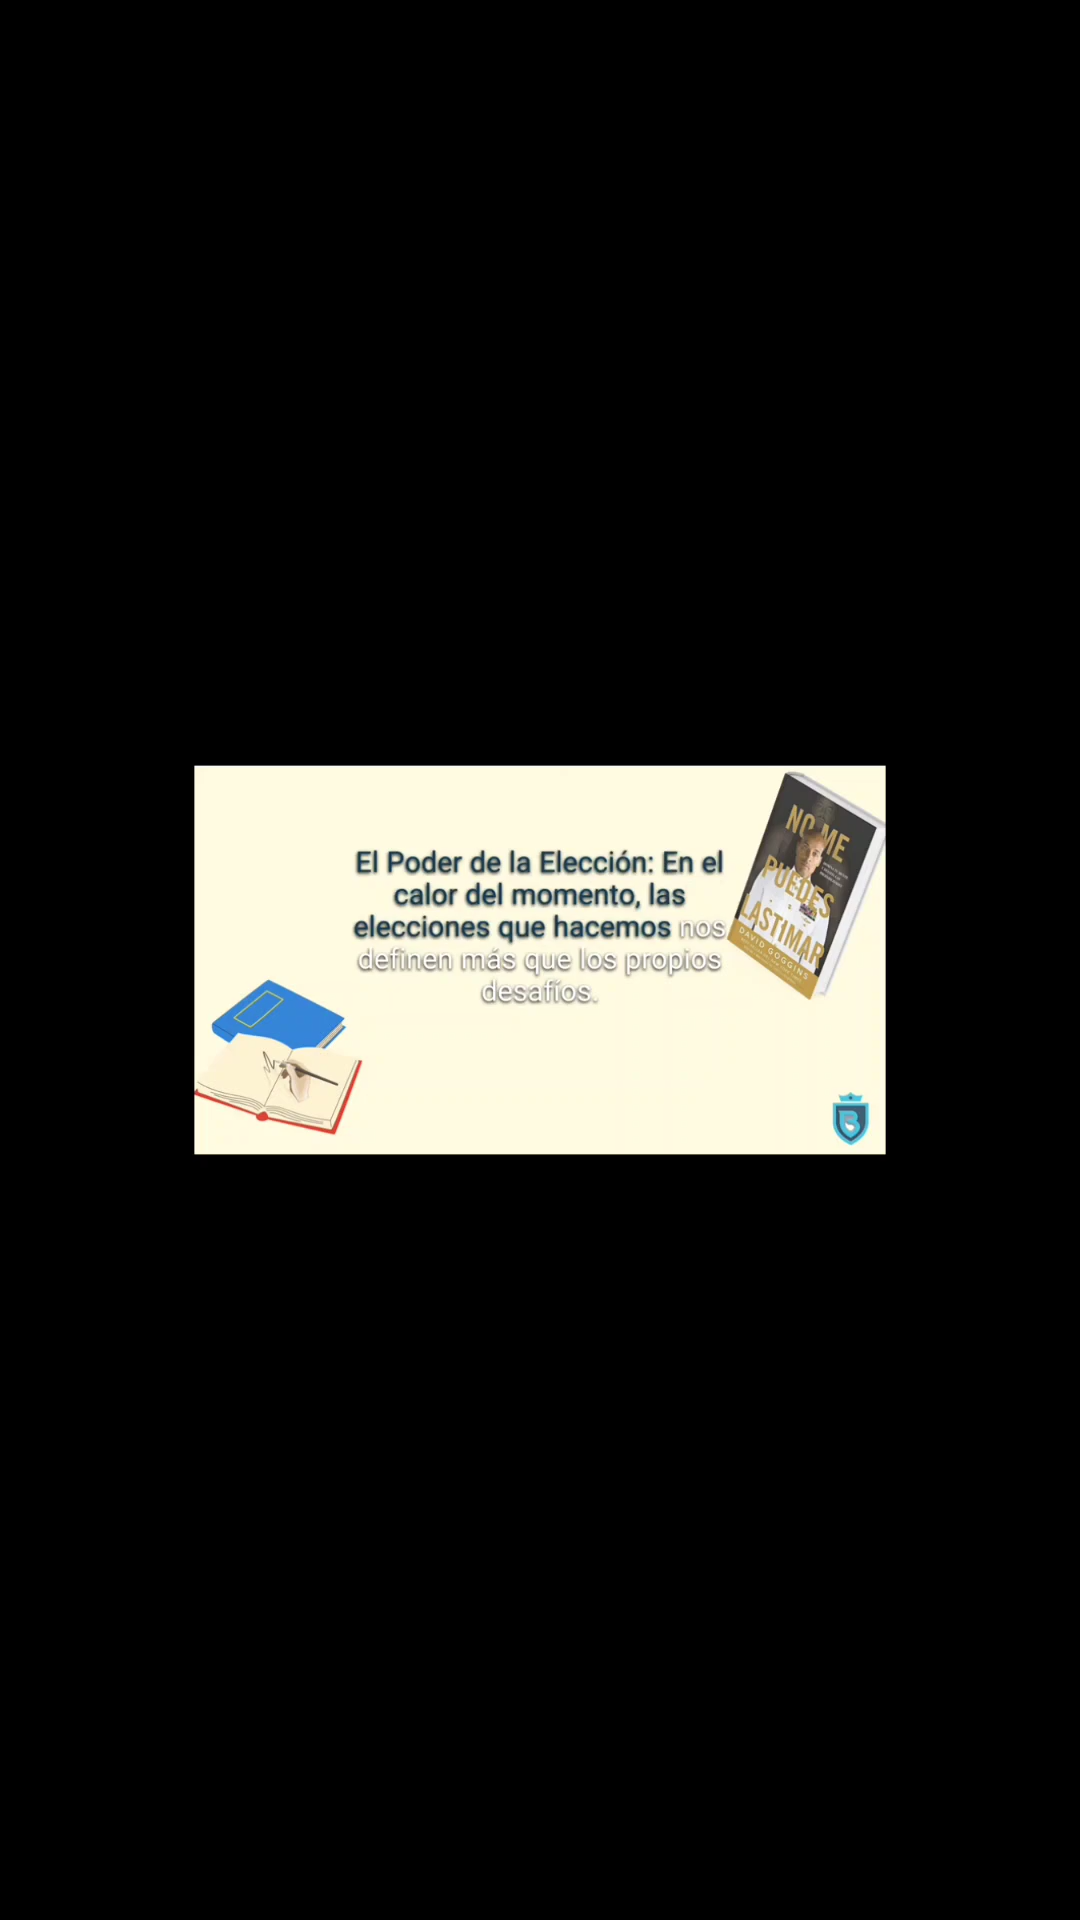 El Poder de la Elección: En el
calor del momento, las
elecciones que hacemos nos
definen más que los propios
desafíos.
NO ME
PUEDES
LASTIMAR
DAVID GOGGINS